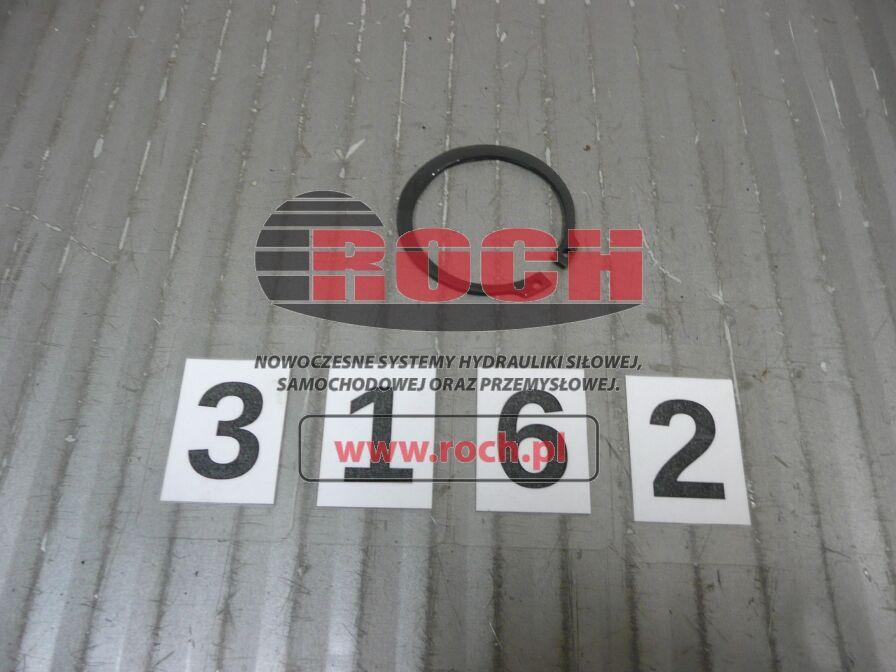 ROCH
NOWOCZESNE SYSTEMY HYDRAULIKI SIŁOWEJ,
SAMOCHODOWEJ ORAZ PRZEMYSŁOWEJ.
3 1 6 2
www.roch.pl